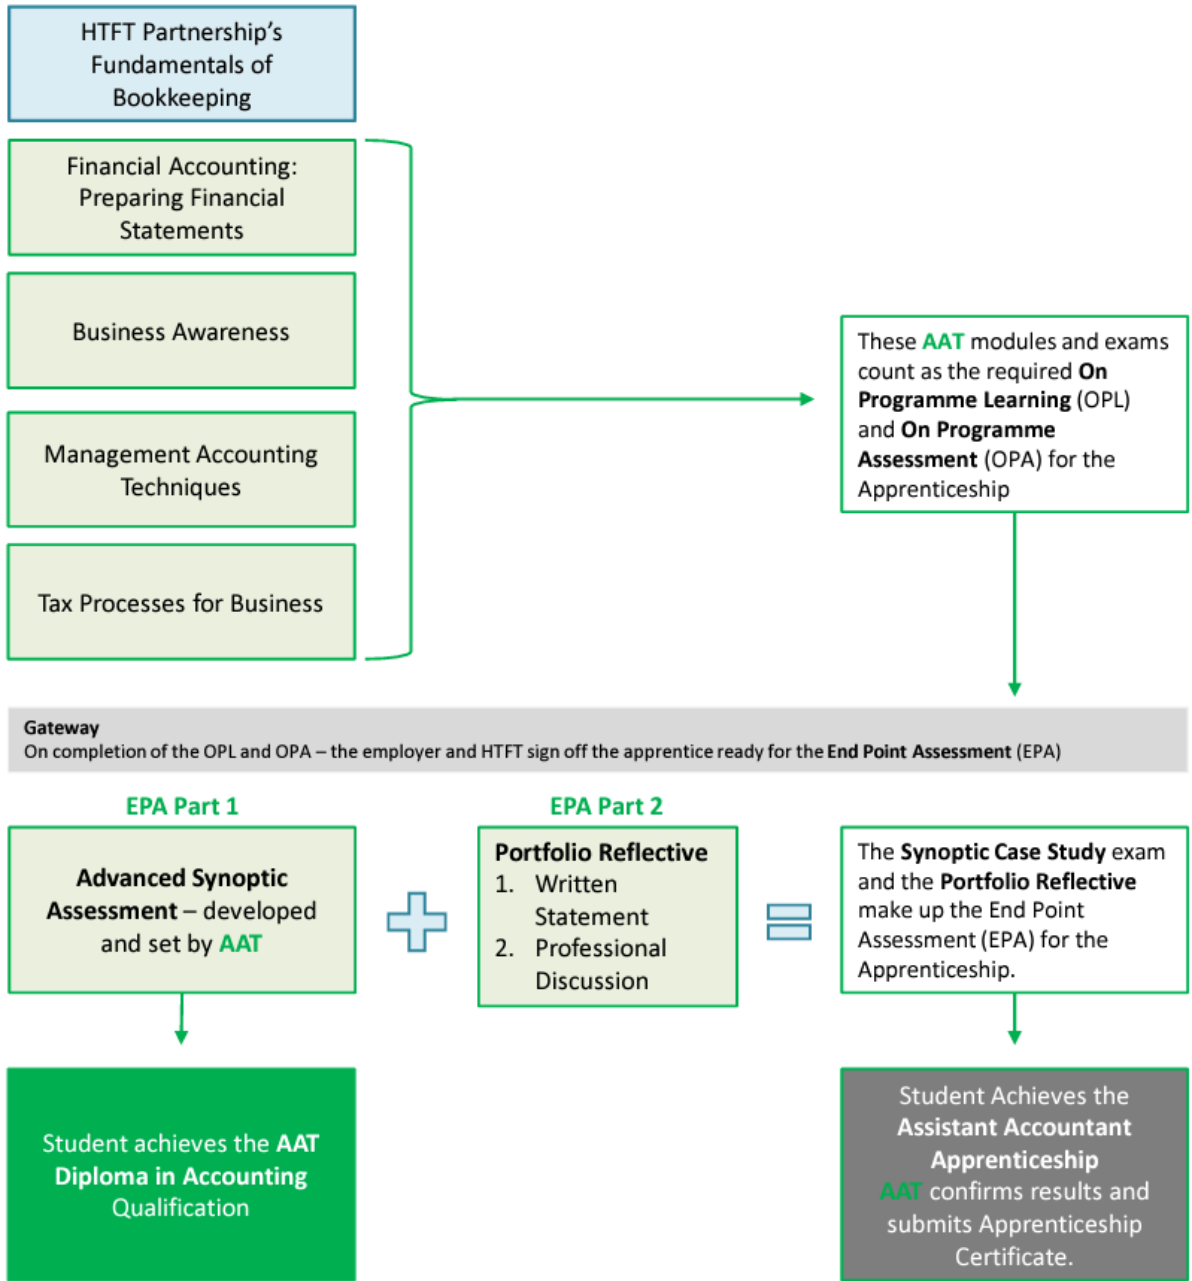 HTFT Partnership's
Fundamentals of
Bookkeeping
Financial Accounting:
Preparing Financial
Statements
Business Awareness
Management Accounting
Techniques
Tax Processes for Business
These AAT modules and exams
count as the required On
Programme Learning (OPL)
and On Programme
Assessment (OPA) for the
Apprenticeship
Gateway
On completion of the OPL and OPA – the employer and HTFT sign off the apprentice ready for the End Point Assessment (EPA)
EPA Part 1
Advanced Synoptic
Assessment – developed
and set by AAT
EPA Part 2
Portfolio Reflective
1. Written
Statement
2. Professional
Discussion
The Synoptic Case Study exam
and the Portfolio Reflective
make up the End Point
Assessment (EPA) for the
Apprenticeship.
Student achieves the AAT
Diploma in Accounting
Qualification
Student Achieves the
Assistant Accountant
Apprenticeship
AAT confirms results and
submits Apprenticeship
Certificate.